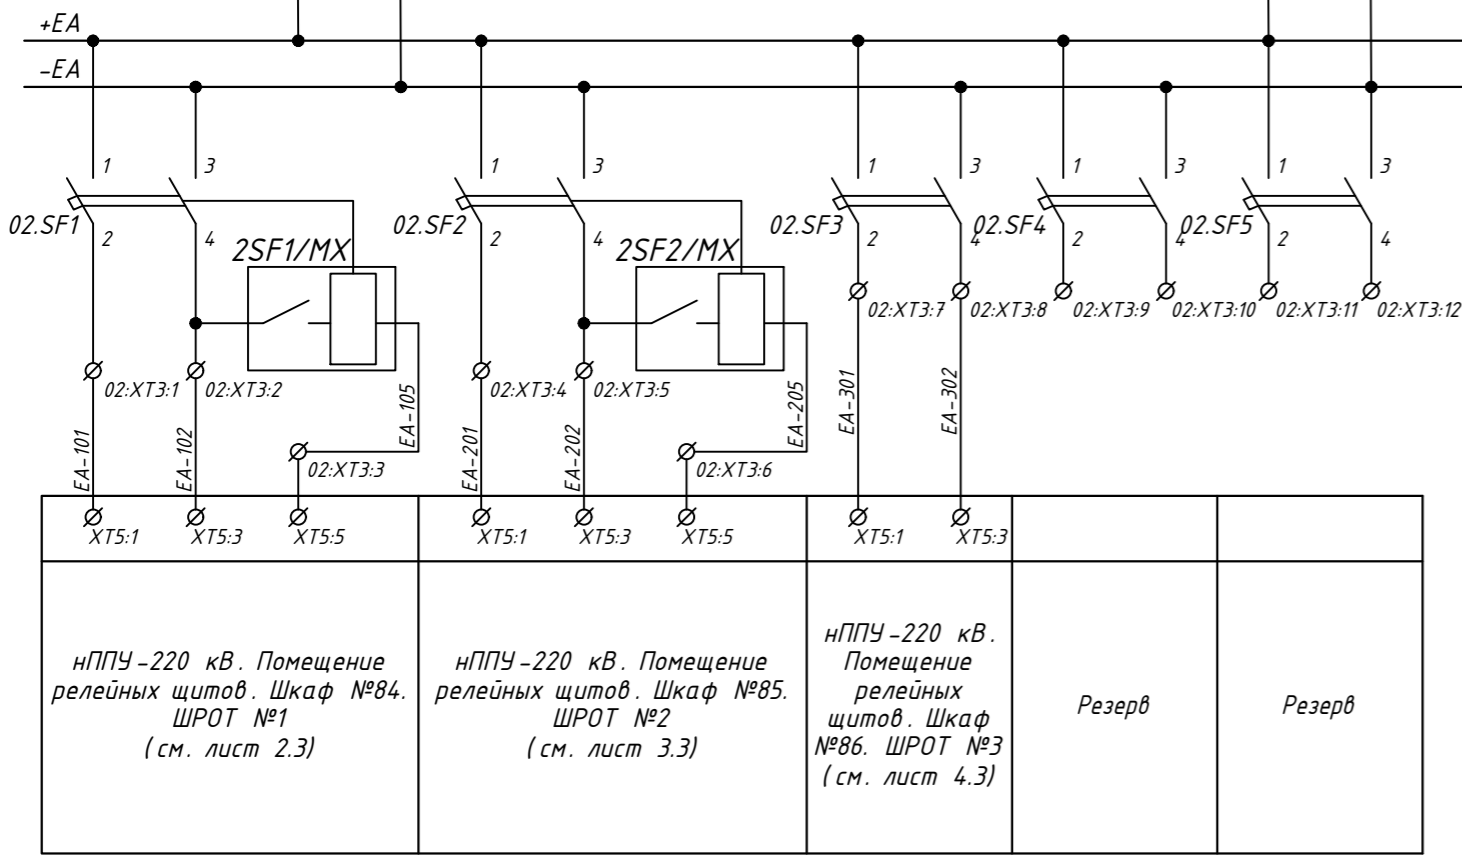 +EA
-EA
1 3 1 3 1 3 1 3 1 3
02.SF1 2 4 02.SF2 2 4 02.SF3 2 4 02.SF4 2 4 02.SF5 2 4
2SF1/MX 2SF2/MX
02:XT3:7 02:XT3:8 02:XT3:9 02:XT3:10 02:XT3:11 02:XT3:12
02:XT3:1 02:XT3:2 02:XT3:4 02:XT3:5
EA-101 EA-102 EA-105 EA-201 EA-202 EA-205 EA-301 EA-302
02:XT3:3 02:XT3:6
XT5:1 XT5:3 XT5:5 XT5:1 XT5:3 XT5:5 XT5:1 XT5:3
нППУ-220 кВ. Помещение
релейных щитов. Шкаф №84.
ШРОТ №1
(см. лист 2.3)
нППУ-220 кВ. Помещение
релейных щитов. Шкаф №85.
ШРОТ №2
(см. лист 3.3)
нППУ-220 кВ.
Помещение
релейных
щитов. Шкаф
№86. ШРОТ №3
(см. лист 4.3)
Резерв
Резерв